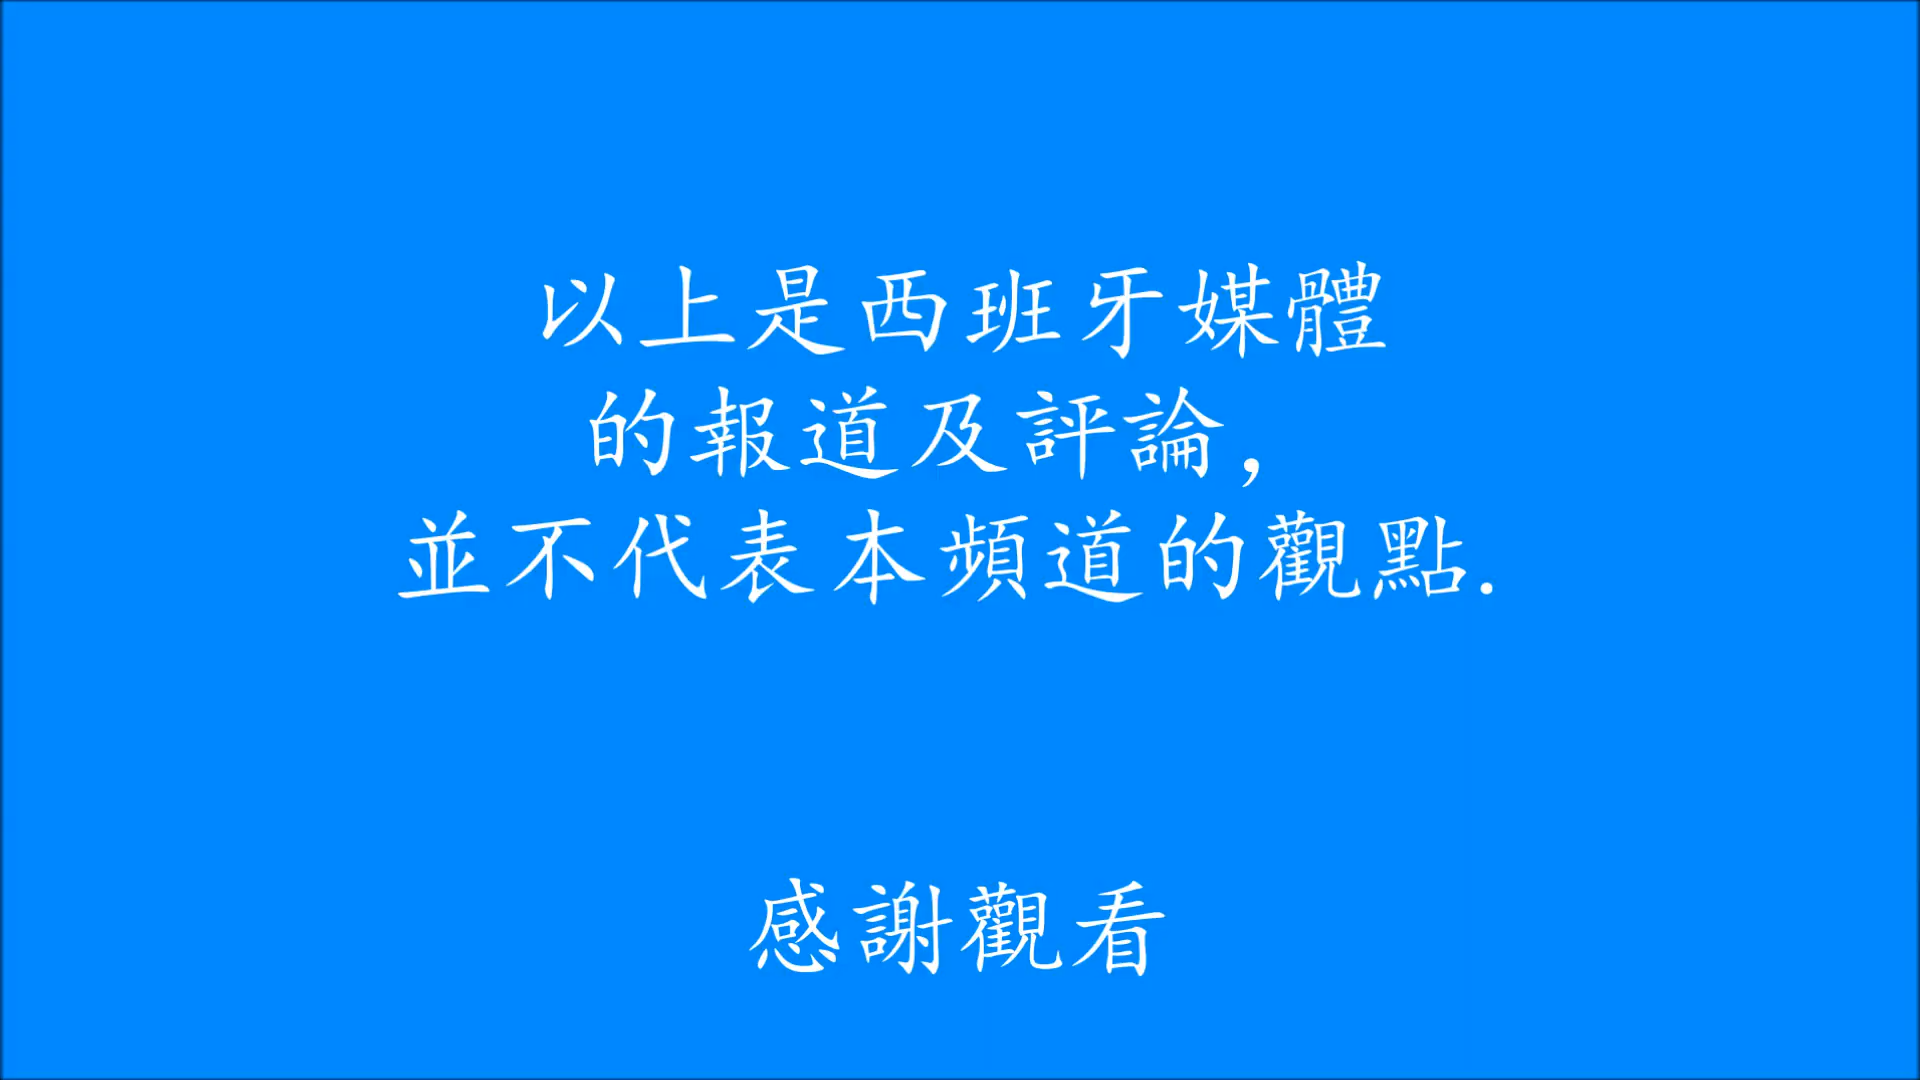 以上是西班牙媒體
的報道及評論,
並不代表本頻道的觀點.
感謝觀看